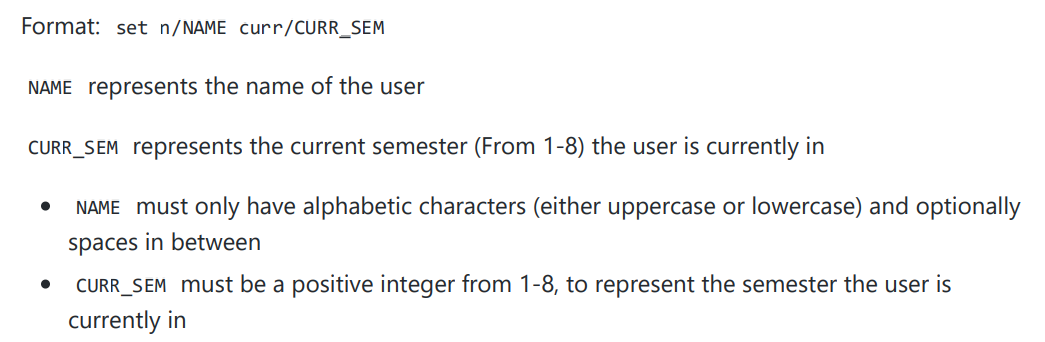 Format: set n/NAME curr/CURR_SEM
NAME represents the name of the user
CURR_SEM represents the current semester (From 1-8) the user is currently in
• NAME must only have alphabetic characters (either uppercase or lowercase) and optionally
spaces in between
• CURR_SEM must be a positive integer from 1-8, to represent the semester the user is
currently in